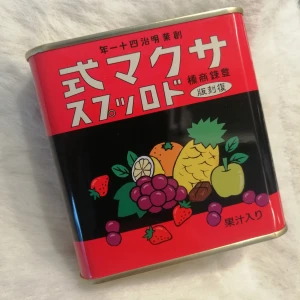 創業明治四十一年
サクマ式
登録商標
ドロツプス
復刻版
果汁入り